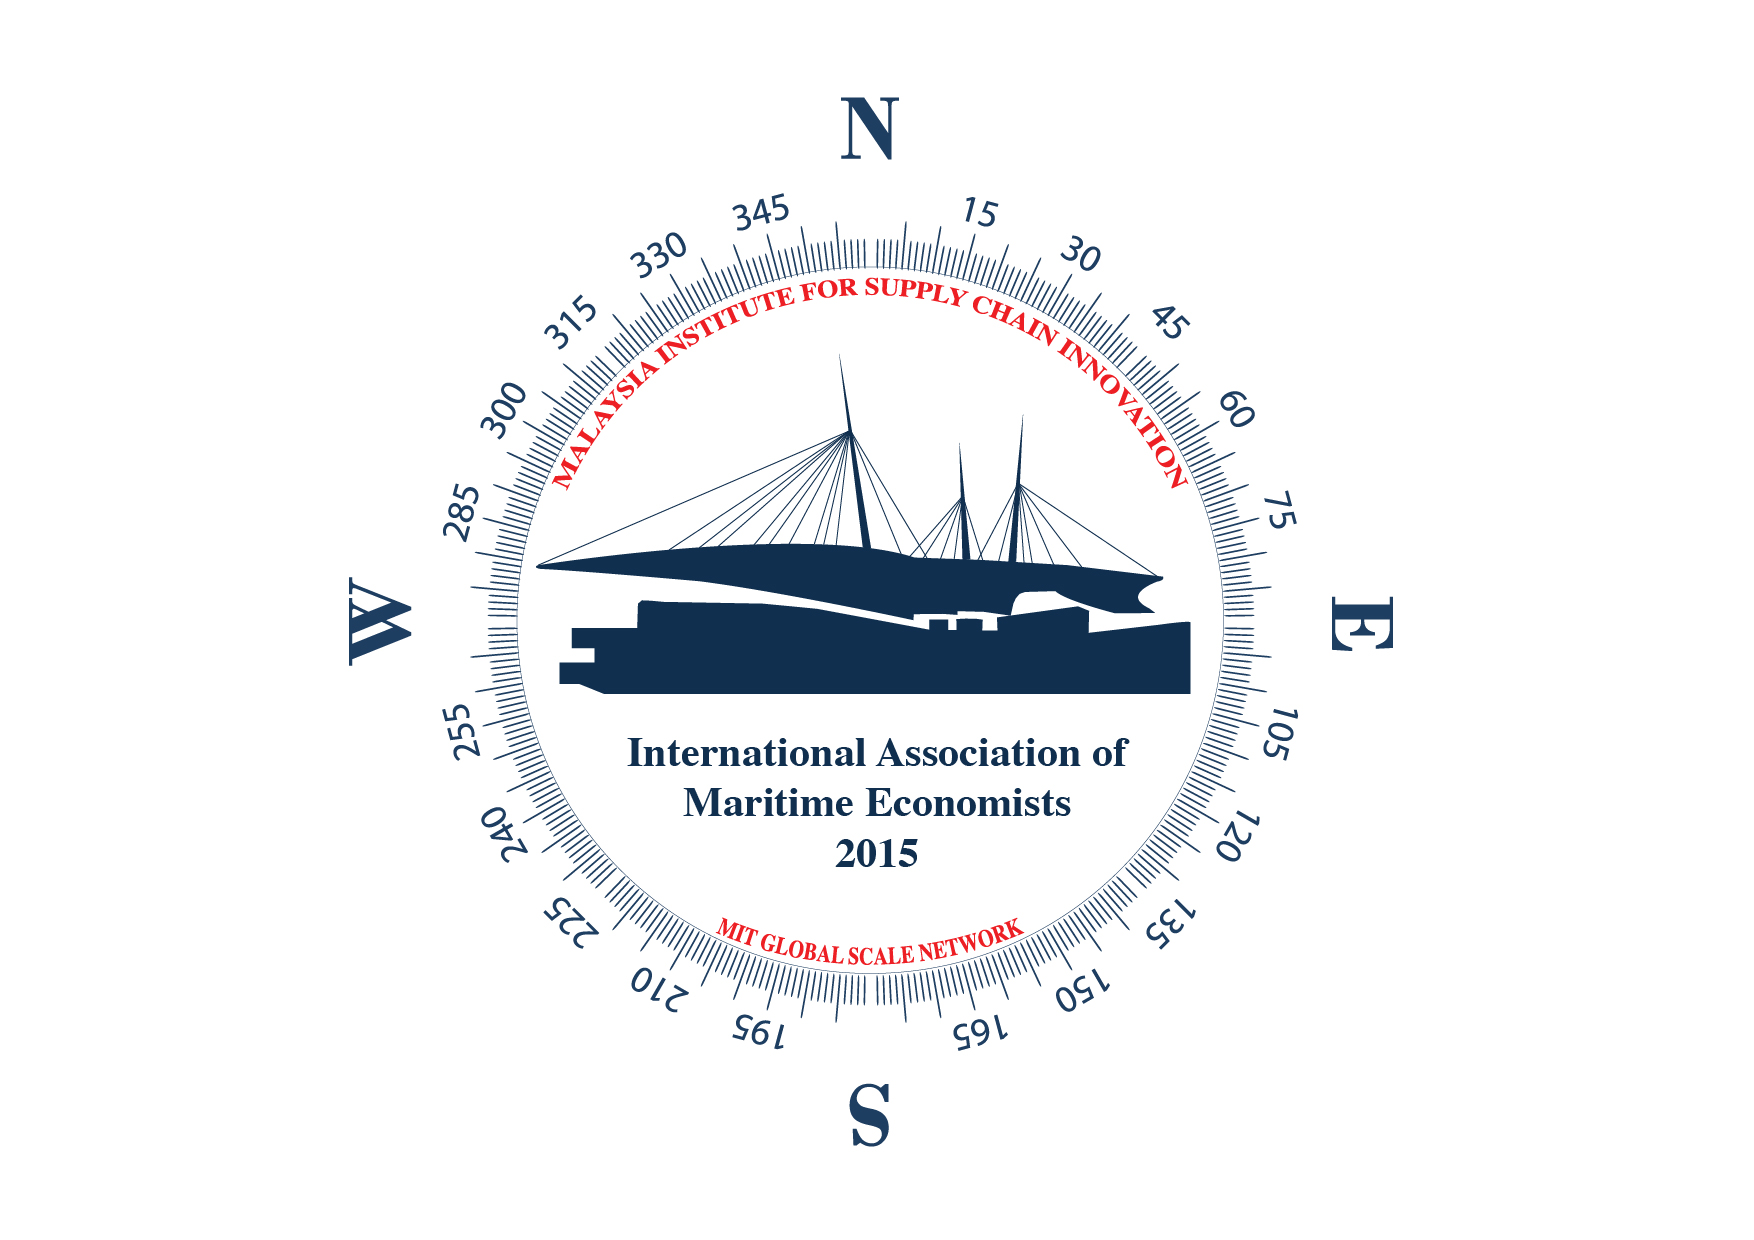 N
345
15
330
30
315
45
300
60
285
75
MALAYSIA INSTITUTE FOR SUPPLY CHAIN INNOVATION
W
E
International Association of
Maritime Economists
2015
MIT GLOBAL SCALE NETWORK
255
105
240
120
225
135
210
150
195
165
S